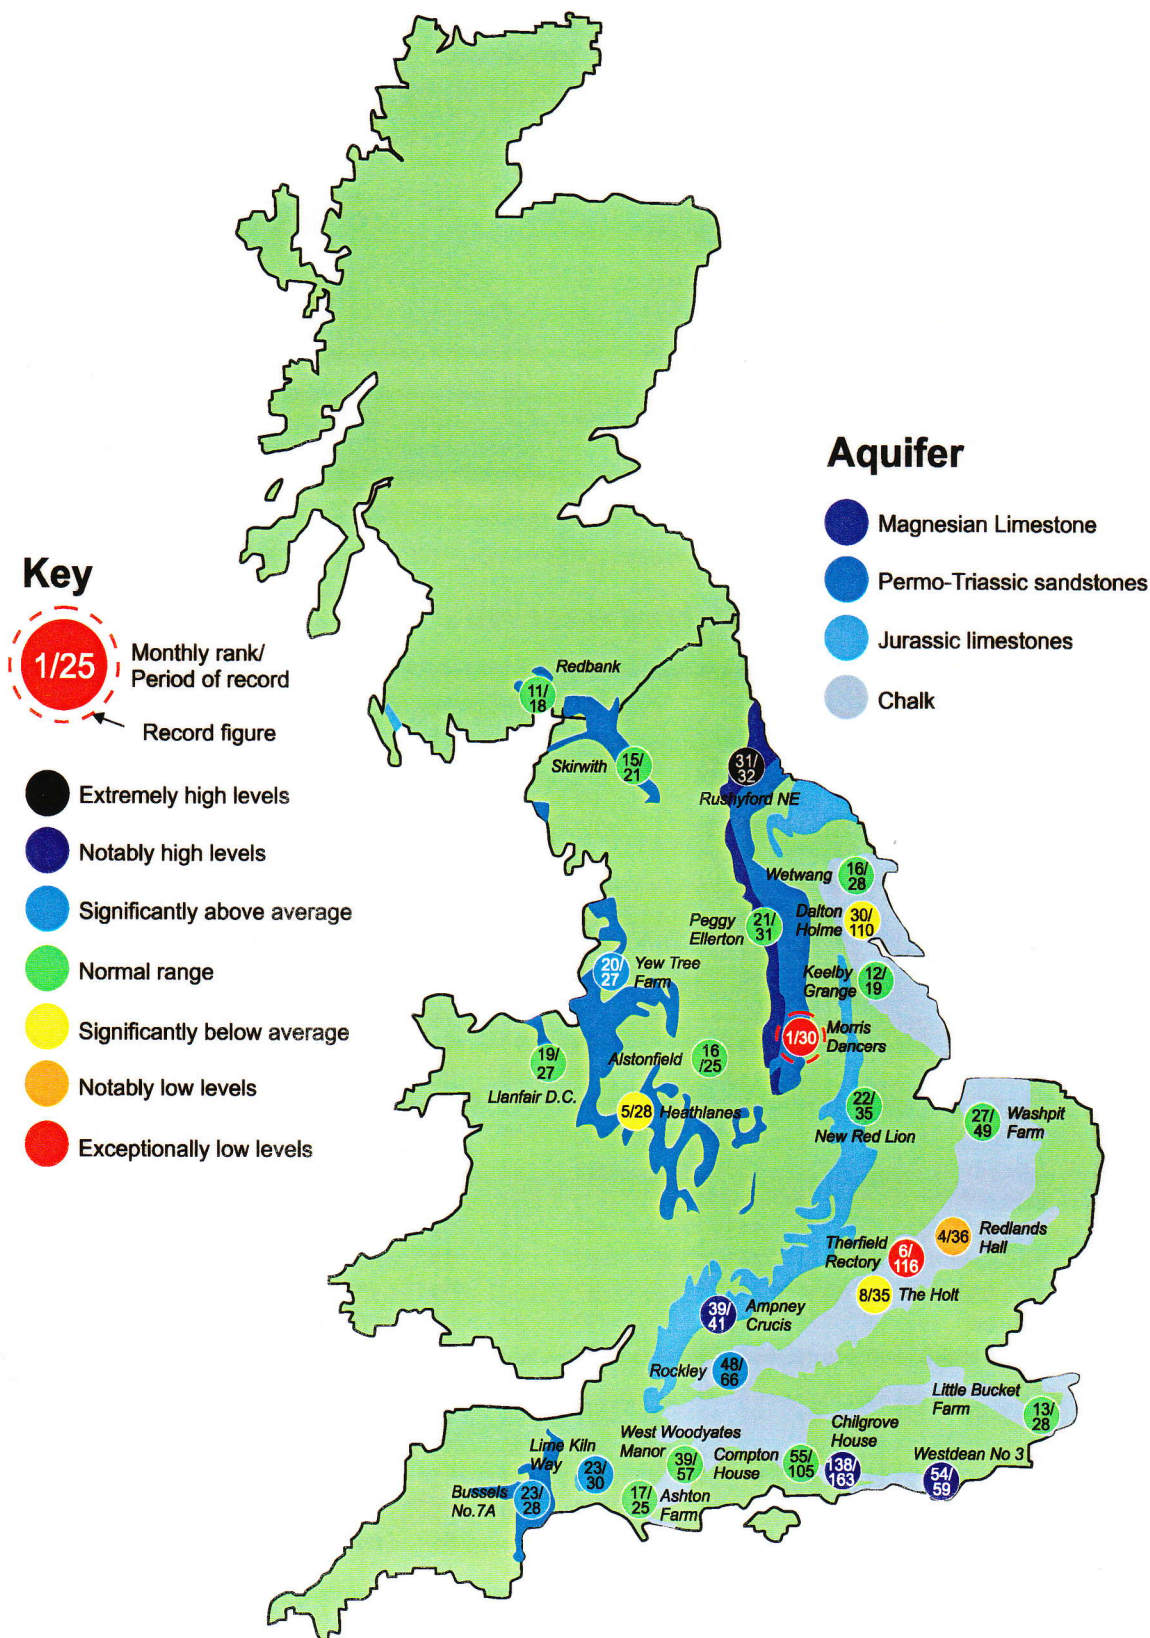 Aquifer
Magnesian Limestone
Permo-Triassic sandstones
Jurassic limestones
Chalk
Key
1/25
Monthly rank/
Period of record
Record figure
Extremely high levels
Notably high levels
Significantly above average
Normal range
Significantly below average
Notably low levels
Exceptionally low levels
Redbank
11/
18
Skirwith
15/
21
31/
32
Rushyford NE
Wetwang
16/
28
Dalton
Holme
30/
110
Peggy
Ellerton
21/
31
Keelby
Grange
12/
19
20/
27
Yew Tree
Farm
1/30
Morris
Dancers
19/
27
Llanfair D.C.
Alstonfield
16
/25
5/28
Heathlanes
22/
35
New Red Lion
27/
49
Washpit
Farm
Therfield
Rectory
6/
116
4/36
Redlands
Hall
8/35
The Holt
39/
41
Ampney
Crucis
Rockley
48/
66
Little Bucket
Farm
13/
28
West Woodyates
Manor
39/
57
Compton
House
55/
105
Chilgrove
House
138/
163
Westdean No 3
54/
59
Lime Kiln
Way
23/
30
Bussels
No.7A
23/
28
17/
25
Ashton
Farm